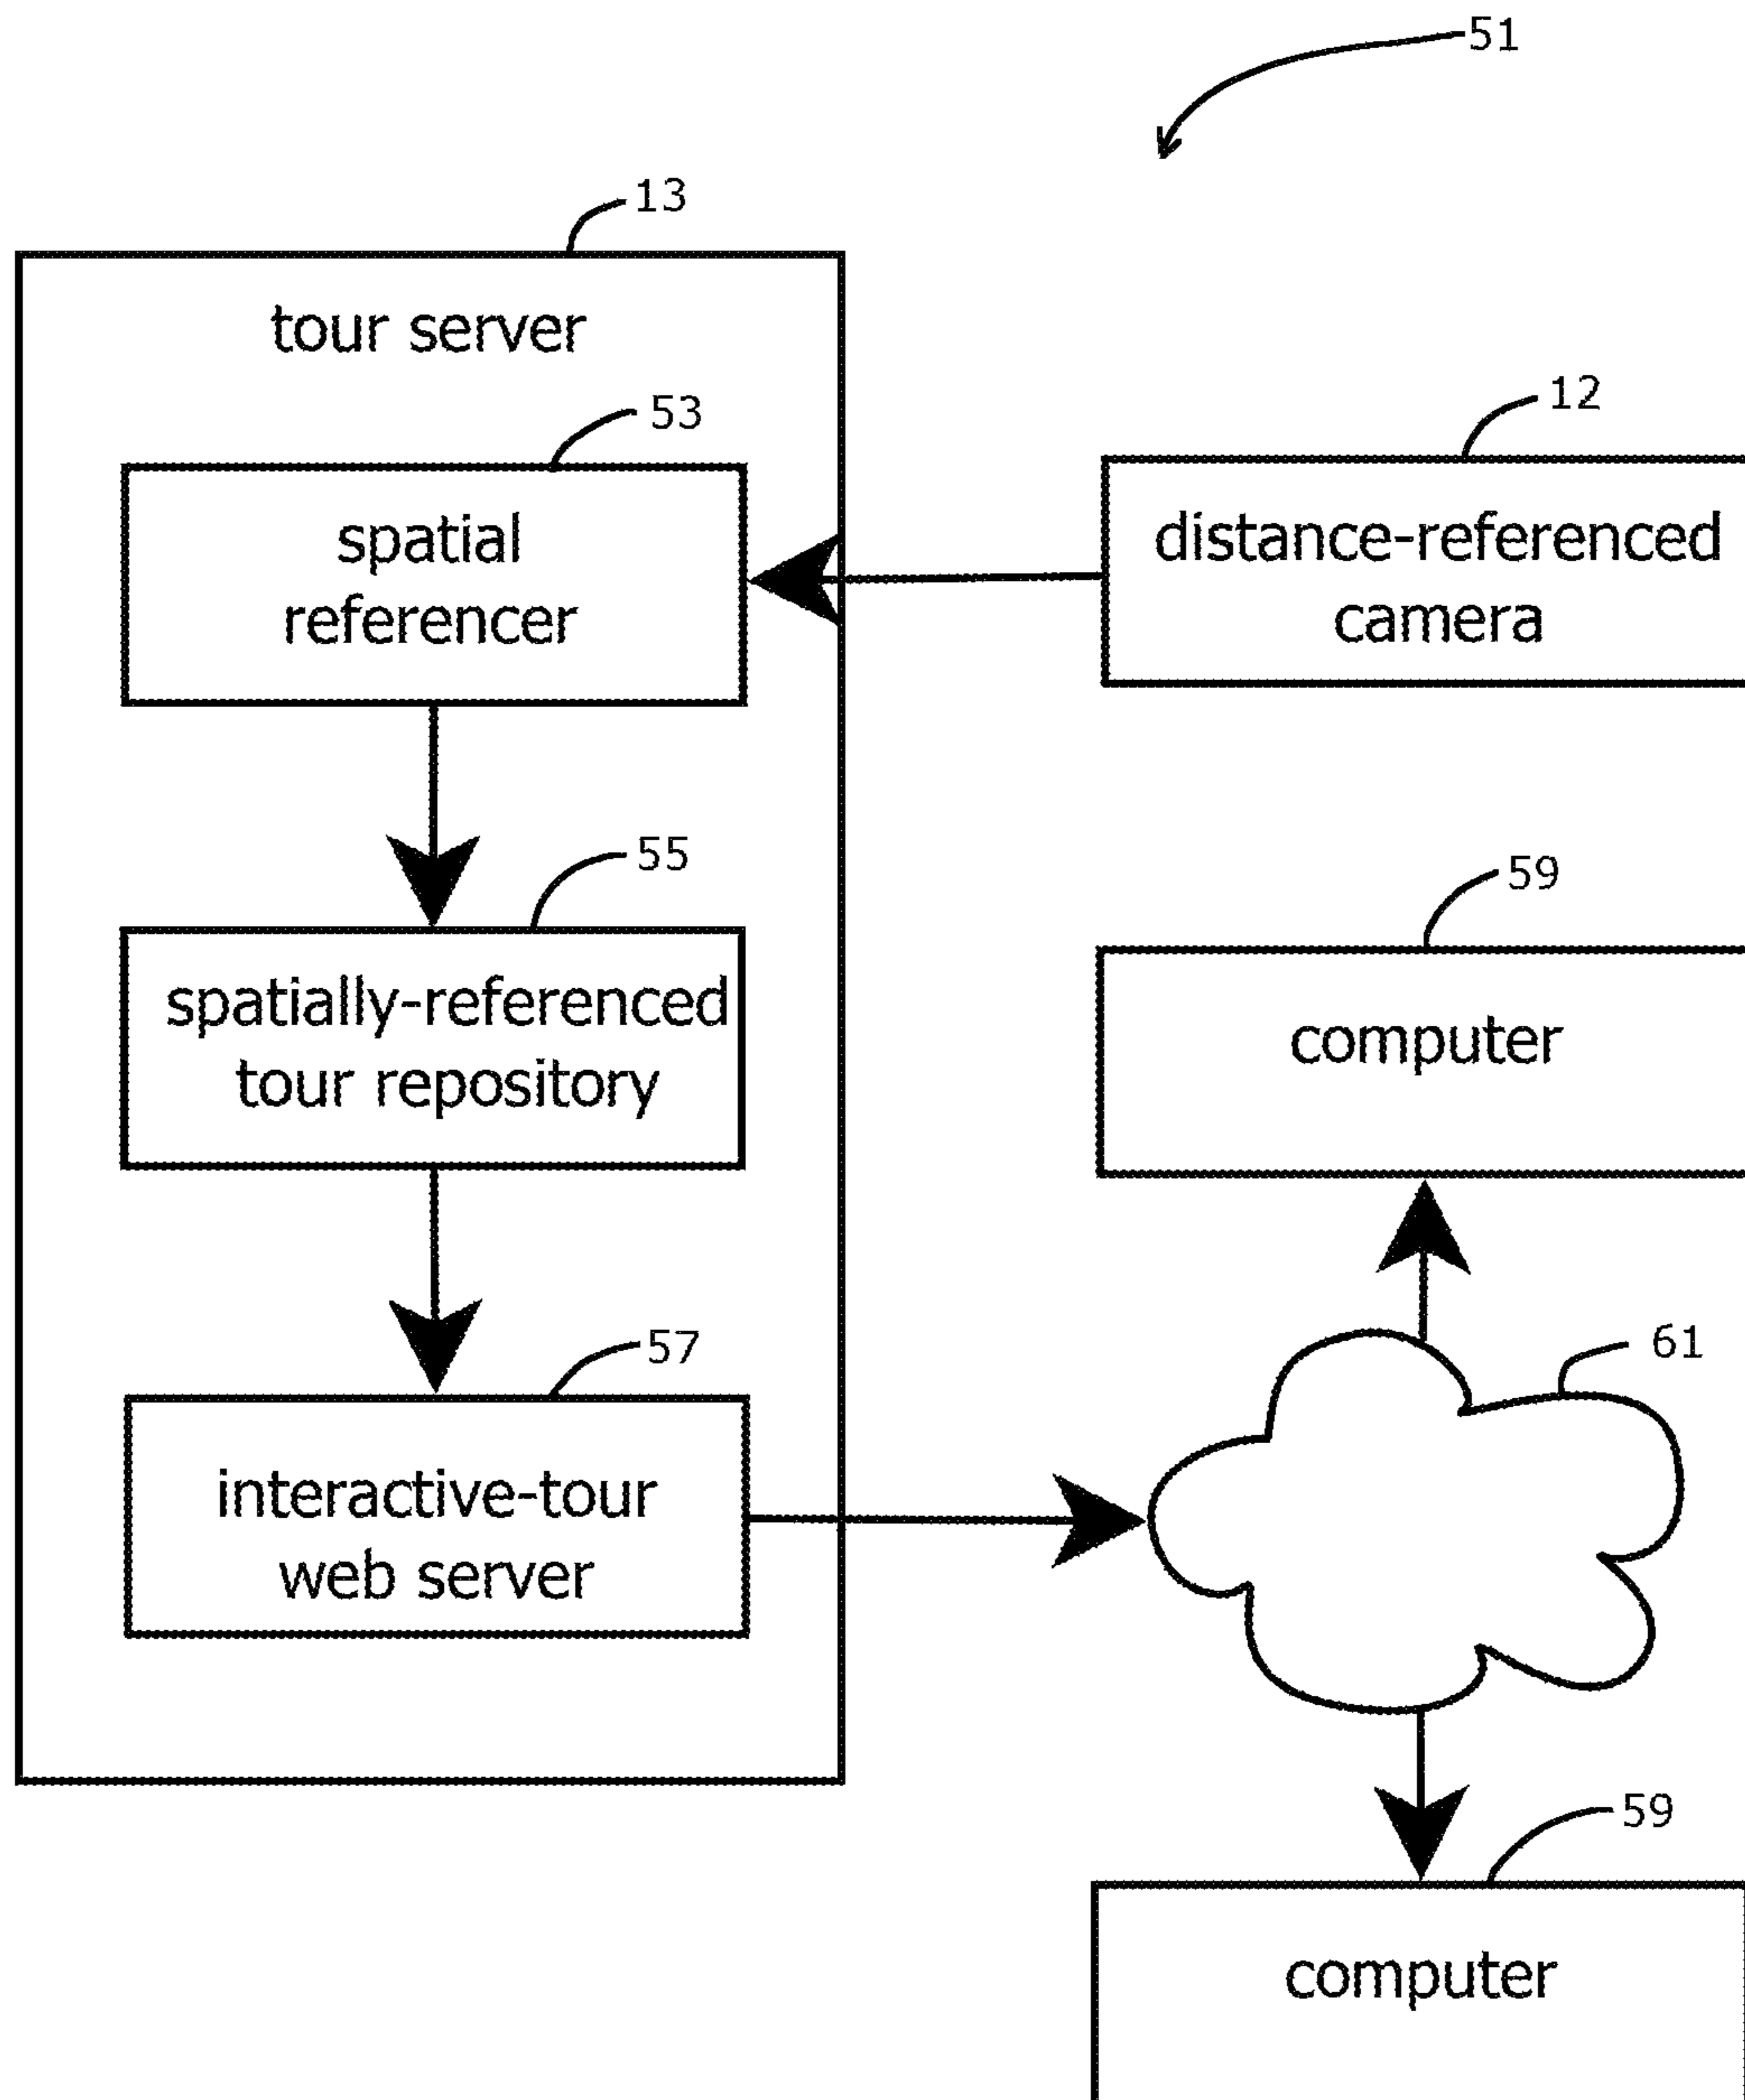 51
13
tour server
53
spatial
referencer
12
distance-referenced
camera
55
spatially-referenced
tour repository
59
computer
57
interactive-tour
web server
61
59
computer